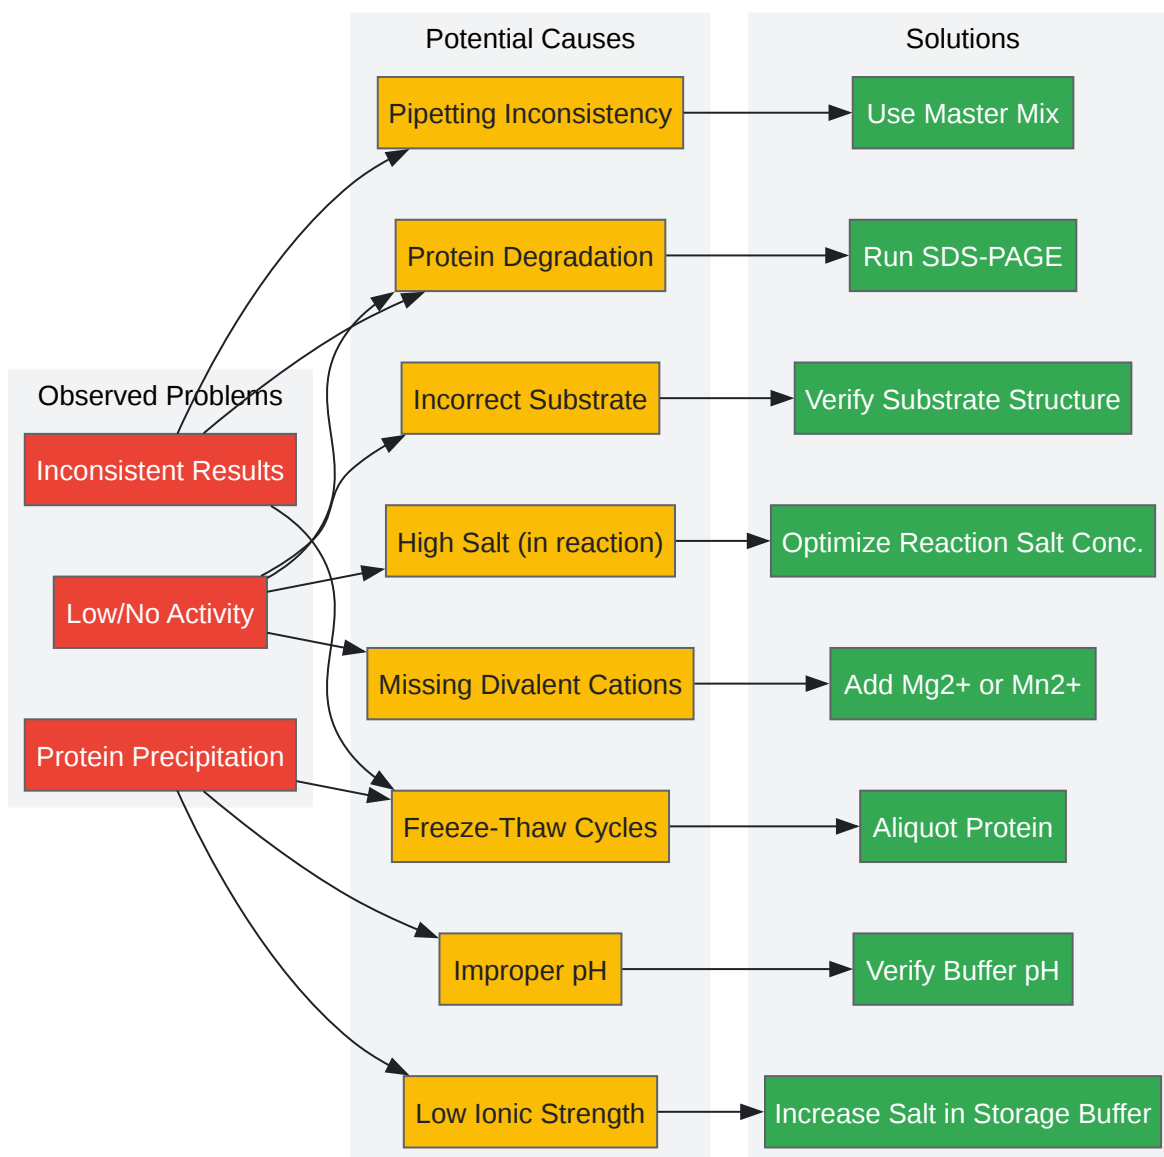 Observed Problems
Inconsistent Results
Low/No Activity
Protein Precipitation
Potential Causes
Pipetting Inconsistency
Protein Degradation
Incorrect Substrate
High Salt (in reaction)
Missing Divalent Cations
Freeze-Thaw Cycles
Improper pH
Low Ionic Strength
Solutions
Use Master Mix
Run SDS-PAGE
Verify Substrate Structure
Optimize Reaction Salt Conc.
Add Mg2+ or Mn2+
Aliquot Protein
Verify Buffer pH
Increase Salt in Storage Buffer